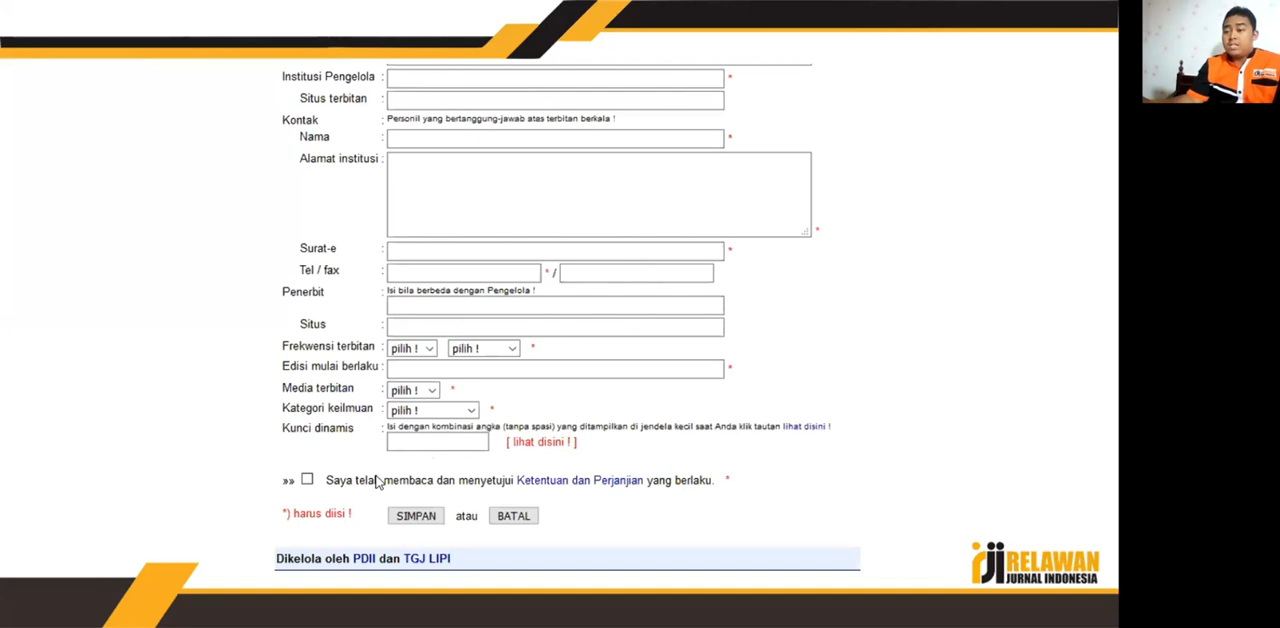 Institusi Pengelola : *
Situs terbitan :
Kontak : Personil yang bertanggung-jawab atas terbitan berkala !
Nama : *
Alamat institusi : *
Surat-e : *
Tel / fax : * /
Penerbit : Isi bila berbeda dengan Pengelola !
Situs :
Frekwensi terbitan : pilih ! pilih ! *
Edisi mulai berlaku : *
Media terbitan : pilih ! *
Kategori keilmuan : pilih ! *
Kunci dinamis : Isi dengan kombinasi angka (tanpa spasi) yang ditampilkan di jendela kecil saat Anda klik tautan lihat disini !
[ lihat disini ! ]
»» Saya telah membaca dan menyetujui Ketentuan dan Perjanjian yang berlaku. *
*) harus diisi ! SIMPAN atau BATAL
Dikelola oleh PDII dan TGJ LIPI
rji RELAWAN
JURNAL INDONESIA